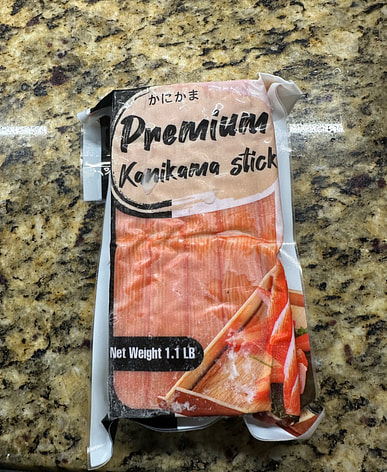 かにかま
Premium
Kanikama stick
Net Weight 1.1 LB